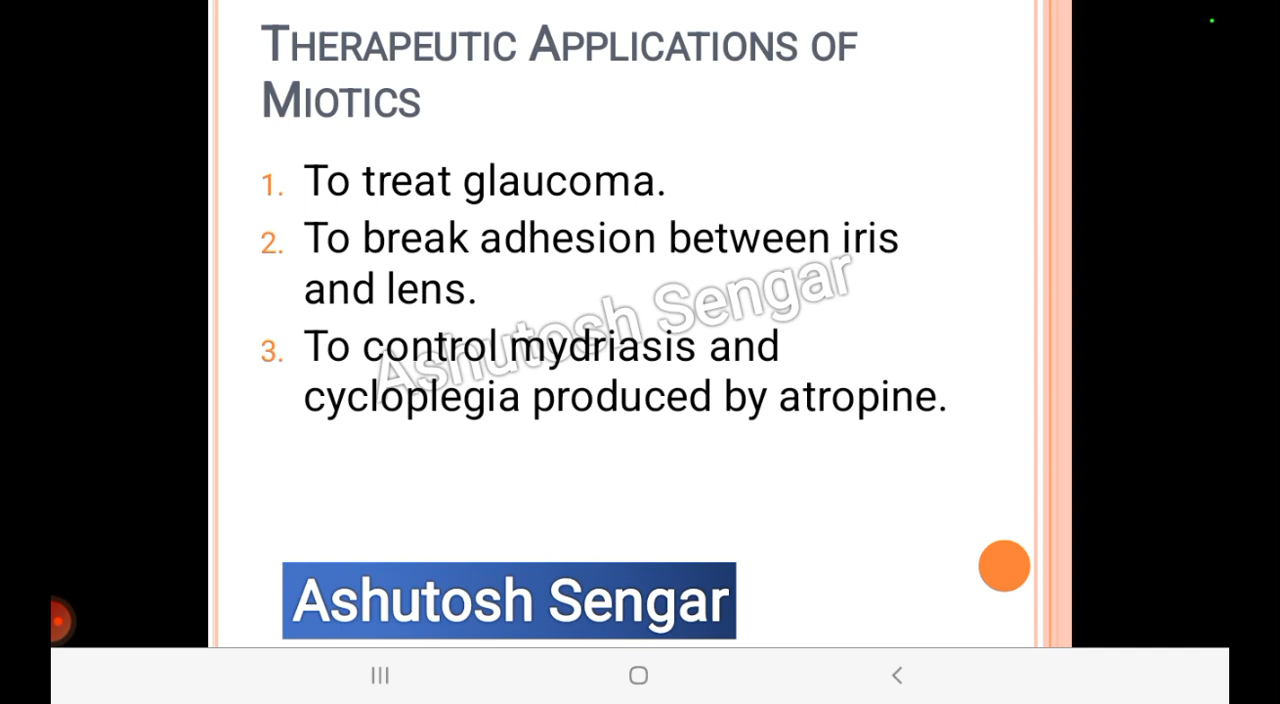 THERAPEUTIC APPLICATIONS OF
MIOTICS
1. To treat glaucoma.
2. To break adhesion between iris
and lens.
3. To control mydriasis and
cycloplegia produced by atropine.
Ashutosh Sengar
Ashutosh Sengar